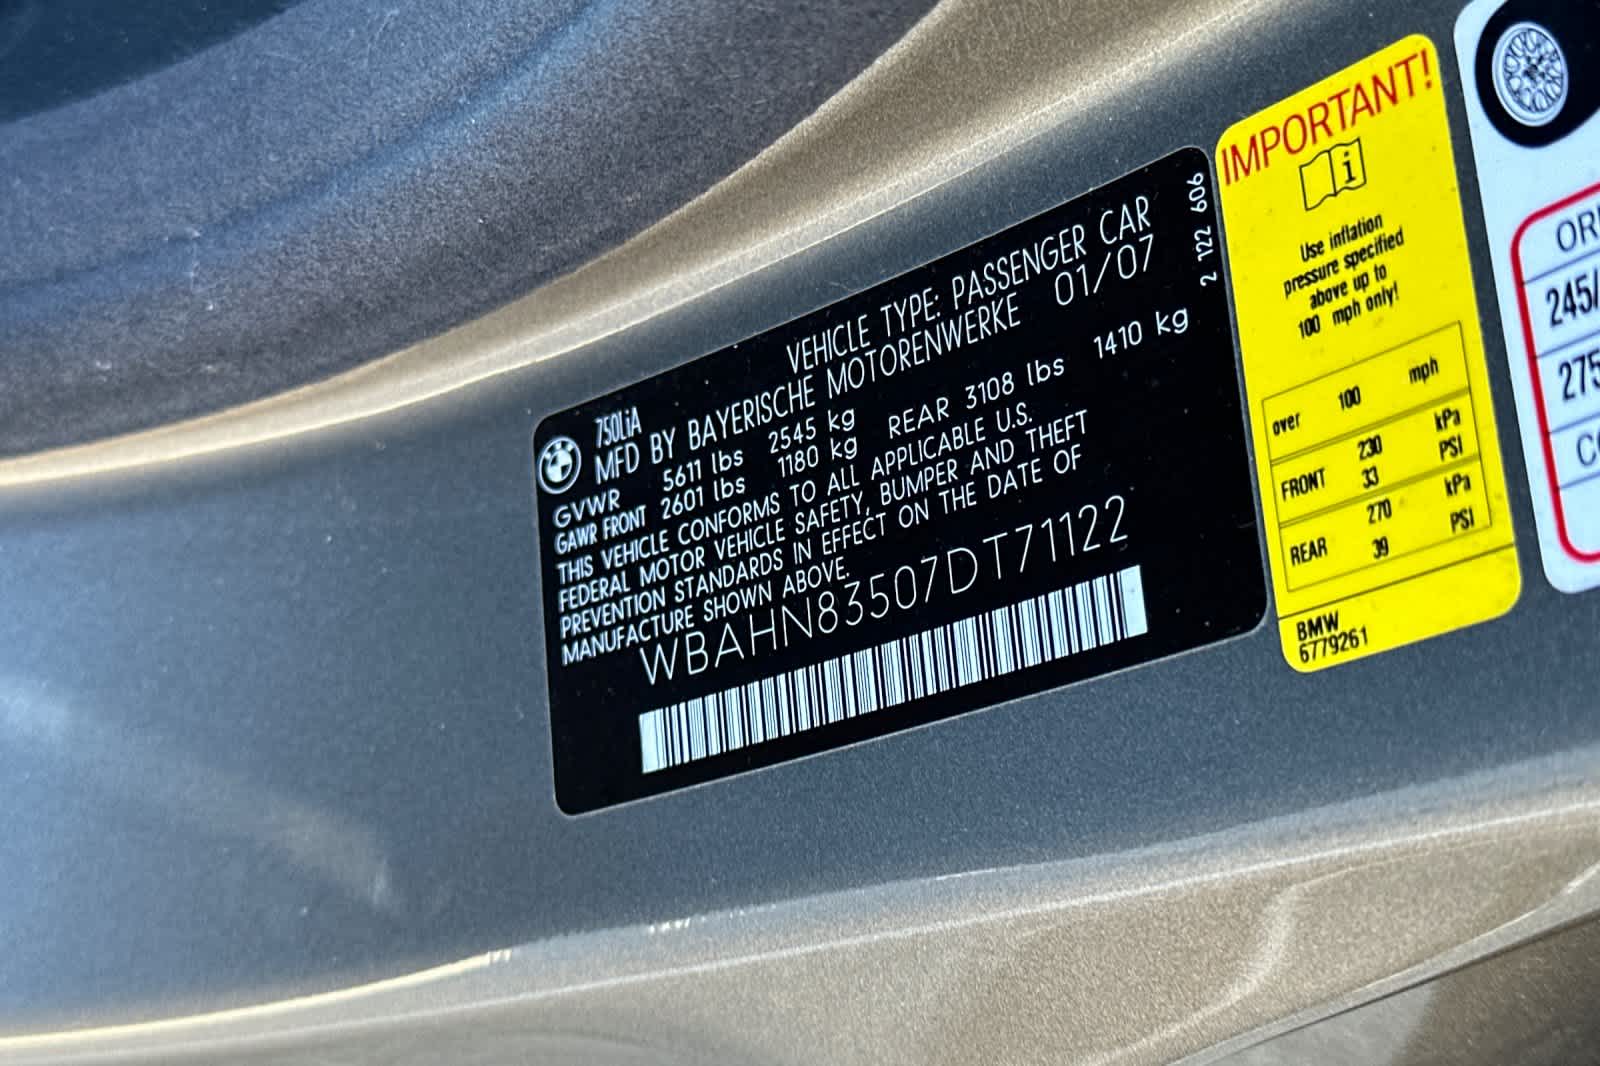 750LiA
VEHICLE TYPE: PASSENGER CAR
MFD BY BAYERISCHE MOTORENWERKE 01/07
GVWR 5611 lbs 2545 kg
GAWR FRONT 2601 lbs 1180 kg REAR 3108 lbs 1410 kg
THIS VEHICLE CONFORMS TO ALL APPLICABLE U.S.
FEDERAL MOTOR VEHICLE SAFETY, BUMPER AND THEFT
PREVENTION STANDARDS IN EFFECT ON THE DATE OF
MANUFACTURE SHOWN ABOVE.
WBAHN83507DT71122
2 122 606
IMPORTANT!
i
Use inflation
pressure specified
above up to
100 mph only!
over 100 mph
FRONT 230 kPa
33 PSI
REAR 270 kPa
39 PSI
BMW
6779261
245/
275